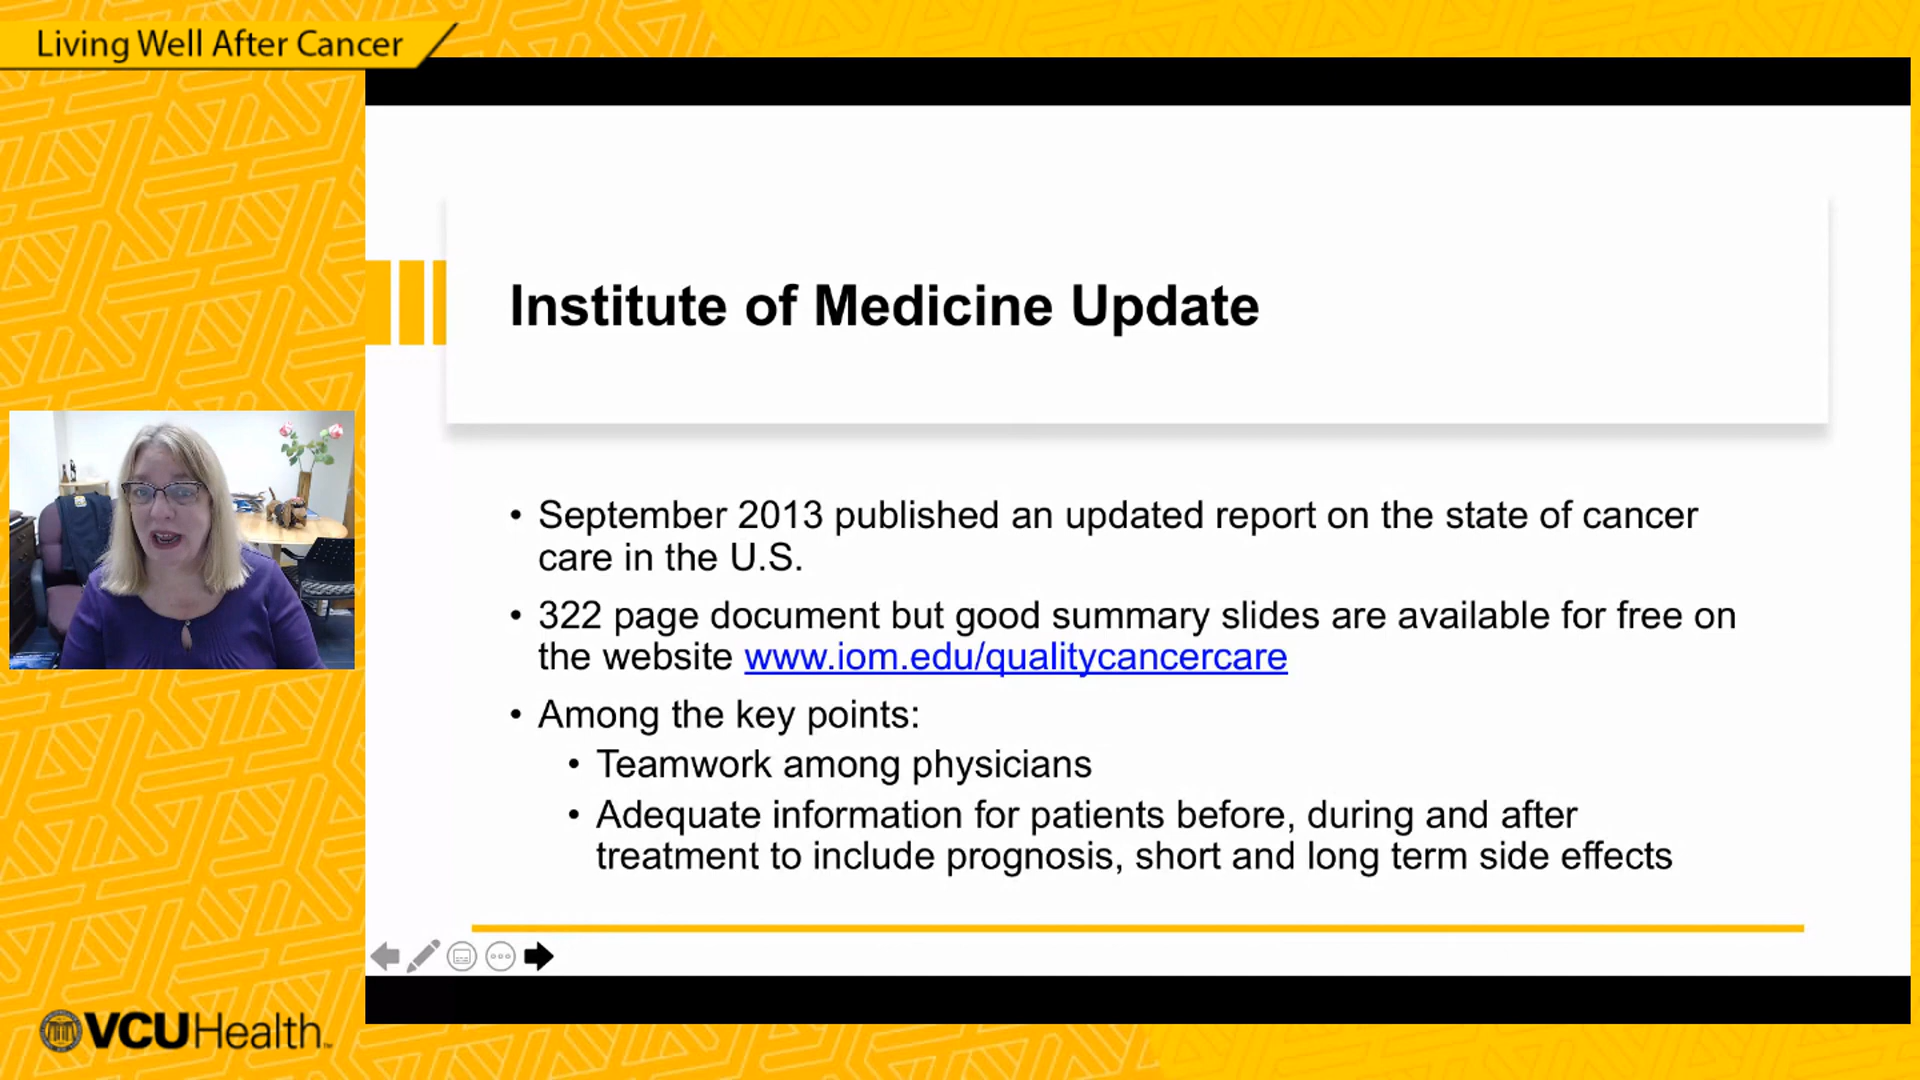 Living Well After Cancer
Institute of Medicine Update
• September 2013 published an updated report on the state of cancer
care in the U.S.
• 322 page document but good summary slides are available for free on
the website www.iom.edu/qualitycancercare
• Among the key points:
• Teamwork among physicians
• Adequate information for patients before, during and after
treatment to include prognosis, short and long term side effects
VCUHealth™